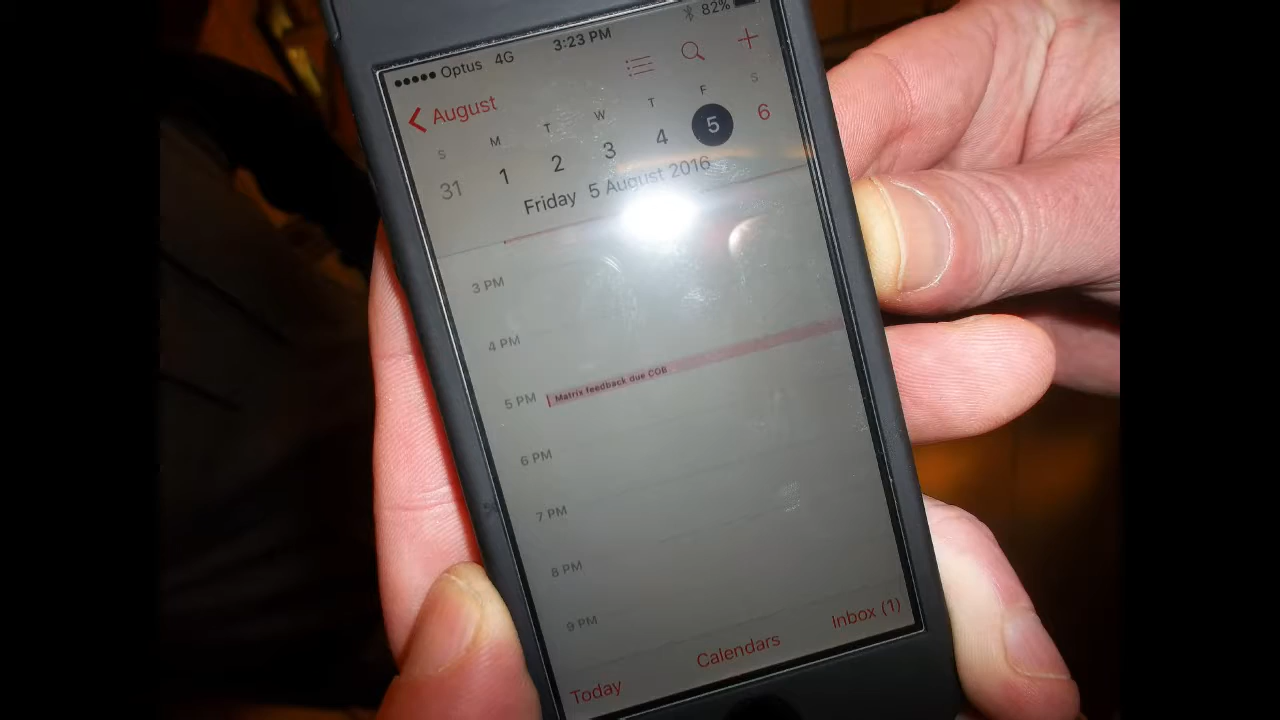 Optus 4G 3:23 PM 82%
August
S M T W T F S
31 1 2 3 4 5 6
Friday 5 August 2016
3 PM
4 PM
5 PM Matrix feedback due COB
6 PM
7 PM
8 PM
9 PM
Today Calendars Inbox (1)